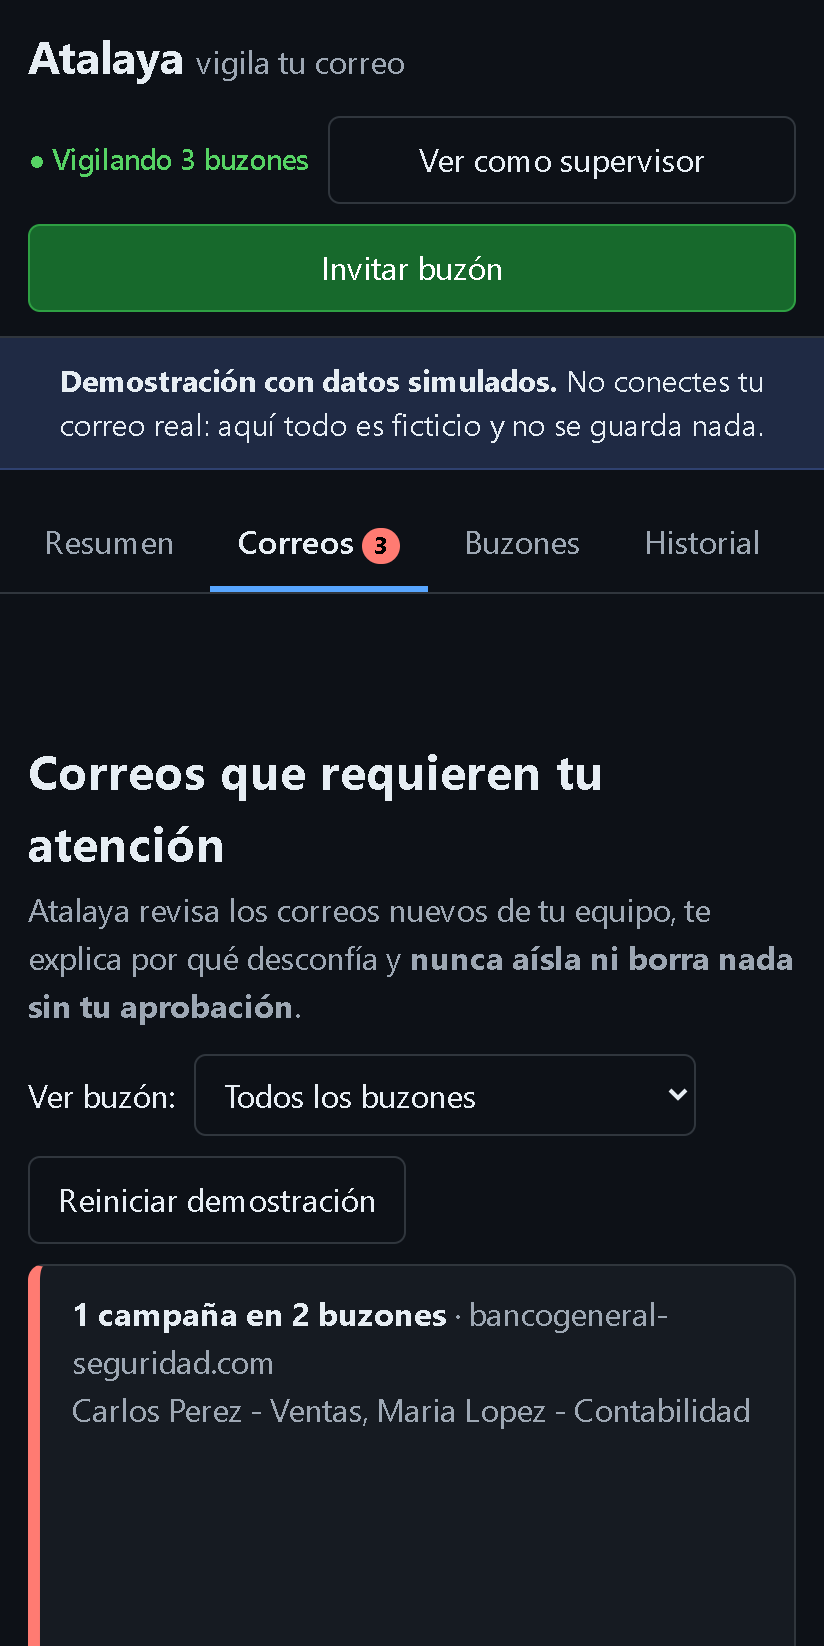 Atalaya vigila tu correo
● Vigilando 3 buzones
Ver como supervisor
Invitar buzón
Demostración con datos simulados. No conectes tu
correo real: aquí todo es ficticio y no se guarda nada.
Resumen
Correos 3
Buzones
Historial
Correos que requieren tu
atención
Atalaya revisa los correos nuevos de tu equipo, te
explica por qué desconfía y nunca aísla ni borra nada
sin tu aprobación.
Ver buzón:
Todos los buzones
Reiniciar demostración
1 campaña en 2 buzones · bancogeneral-
seguridad.com
Carlos Perez - Ventas, Maria Lopez - Contabilidad